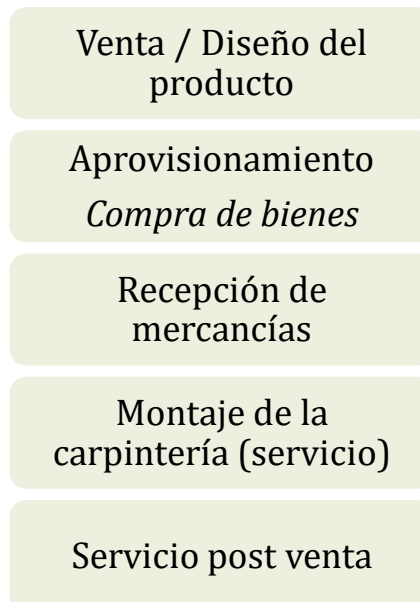 Venta / Diseño del
producto
Aprovisionamiento
Compra de bienes
Recepción de
mercancías
Montaje de la
carpintería (servicio)
Servicio post venta